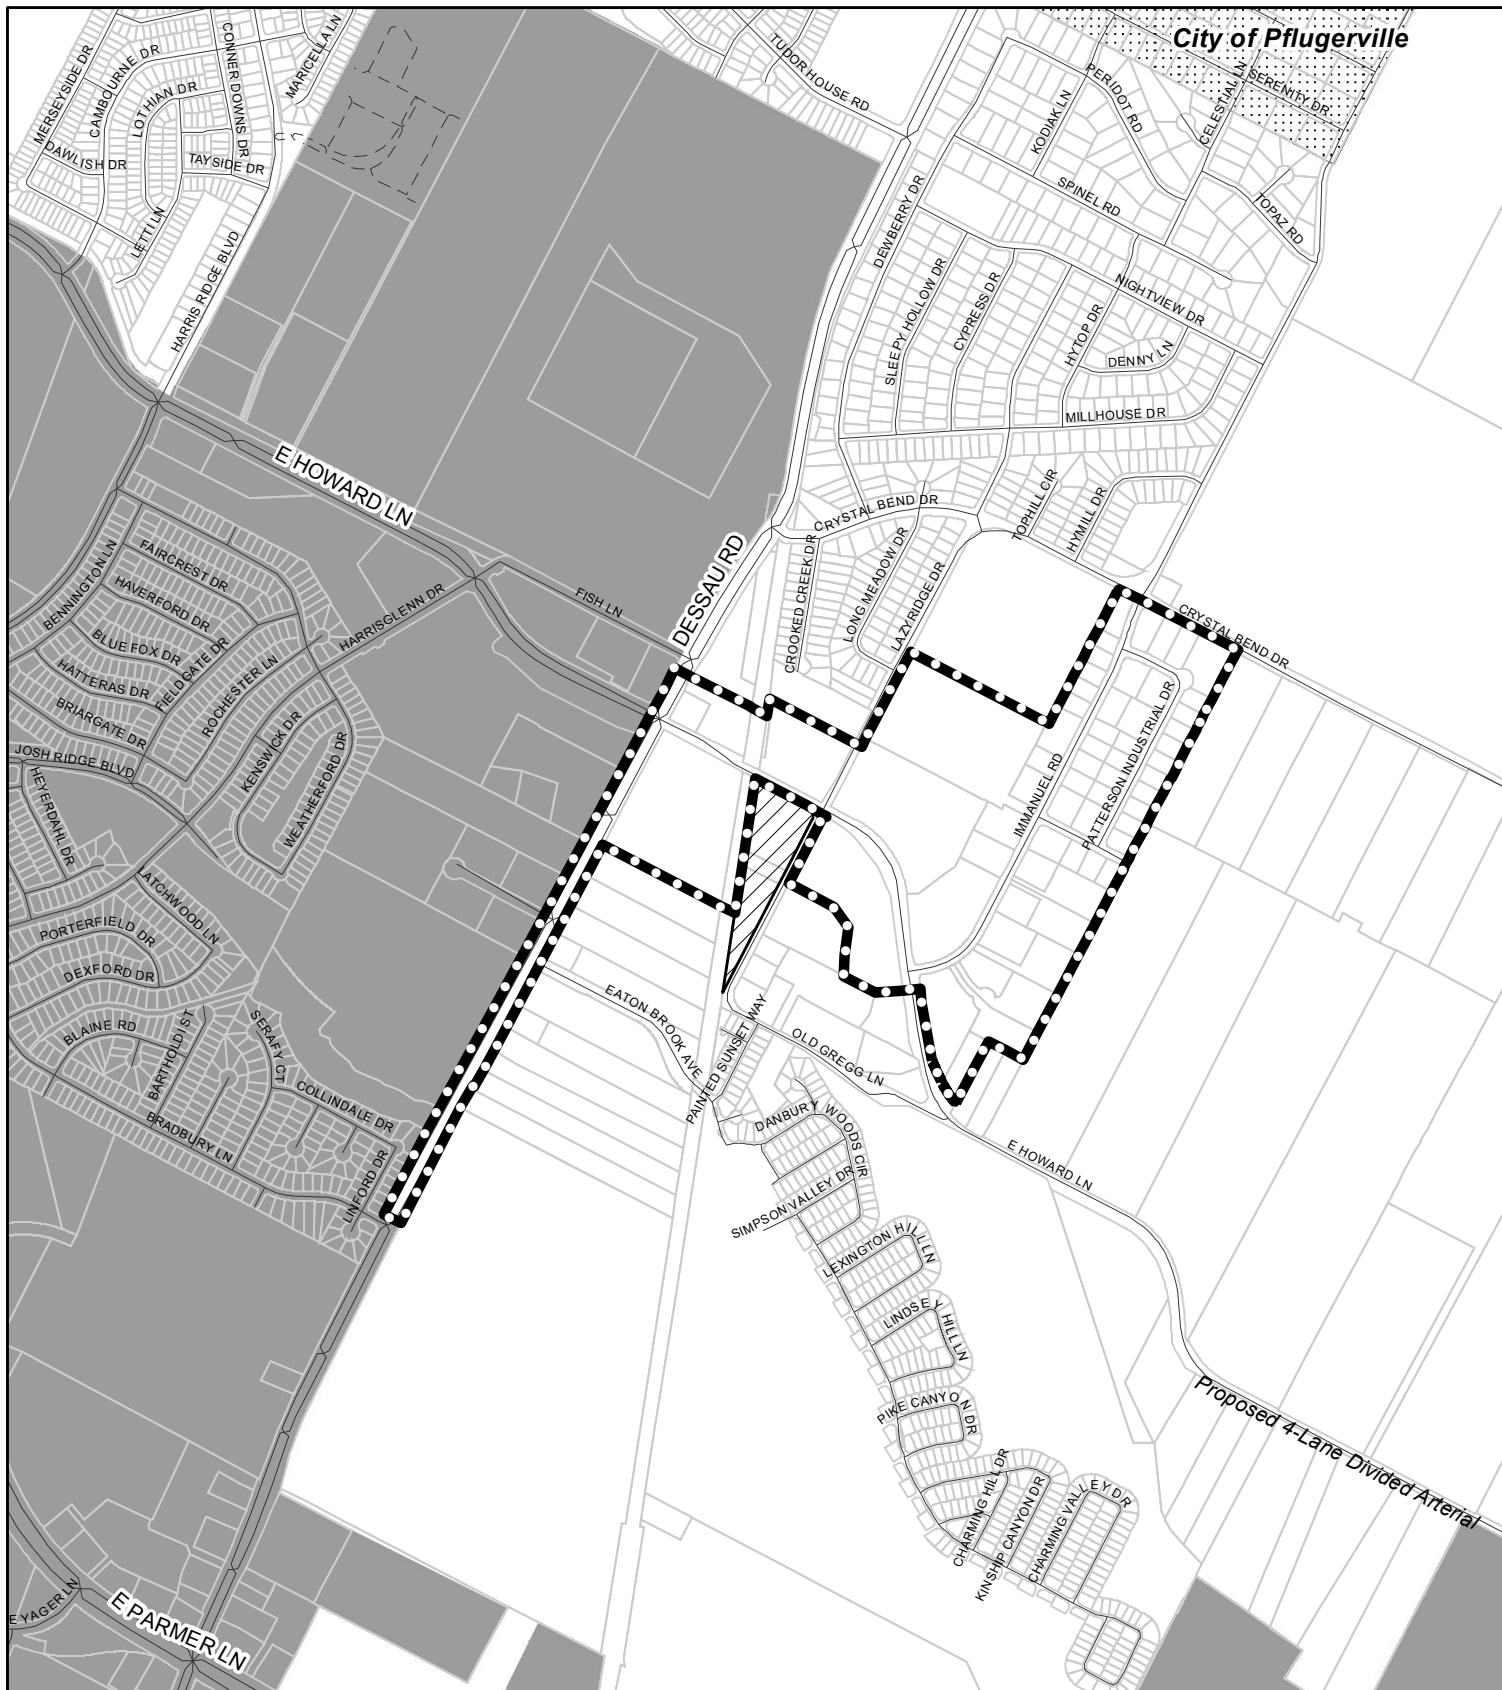 City of Pflugerville
MERSEYSIDE DR
CAMBOURNE DR
LOTHIAN DR
CONNER DOWNS DR
MARICELLA LN
DAWLISH DR
TAYSIDE DR
LETTI LN
HARRIS RIDGE BLVD
TUDOR HOUSE RD
KODIAK LN
PERIDOT RD
CELESTIAL LN
SERENITY DR
SPINEL RD
TOPAZ RD
DEWBERRY DR
SLEEPY HOLLOW DR
CYPRESS DR
NIGHTVIEW DR
HYTOP DR
DENNY LN
MILLHOUSE DR
E HOWARD LN
CRYSTAL BEND DR
TOPHILL CIR
HYMILL DR
DESSAU RD
FISH LN
CROOKED CREEK DR
LONG MEADOW DR
LAZYRIDGE DR
CRYSTAL BEND DR
BENNINGTON LN
FAIRCREST DR
HAVERFORD DR
BLUE FOX DR
HATTERAS DR
BRIARGATE DR
FIELDGATE DR
ROCHESTER LN
HARRISGLENN DR
KENSWICK DR
WEATHERFORD DR
JOSH RIDGE BLVD
HEYERDAHL DR
IMMANUEL RD
PATTERSON INDUSTRIAL DR
LATCHWOOD LN
PORTERFIELD DR
DEXFORD DR
BLAINE RD
BARTHOLDI ST
SERAFY CT
COLLINDALE DR
BRADBURY LN
LINFORD DR
EATON BROOK AVE
PAINTED SUNSET WAY
OLD GREGG LN
DANBURY WOODS CIR
SIMPSON VALLEY DR
E HOWARD LN
LEXINGTON HILL LN
LINDSEY HILL LN
PIKE CANYON DR
CHARMING HILL DR
KINSHIP CANYON DR
CHARMING VALLEY DR
Proposed 4-Lane Divided Arterial
E YAGER LN
E PARMER LN